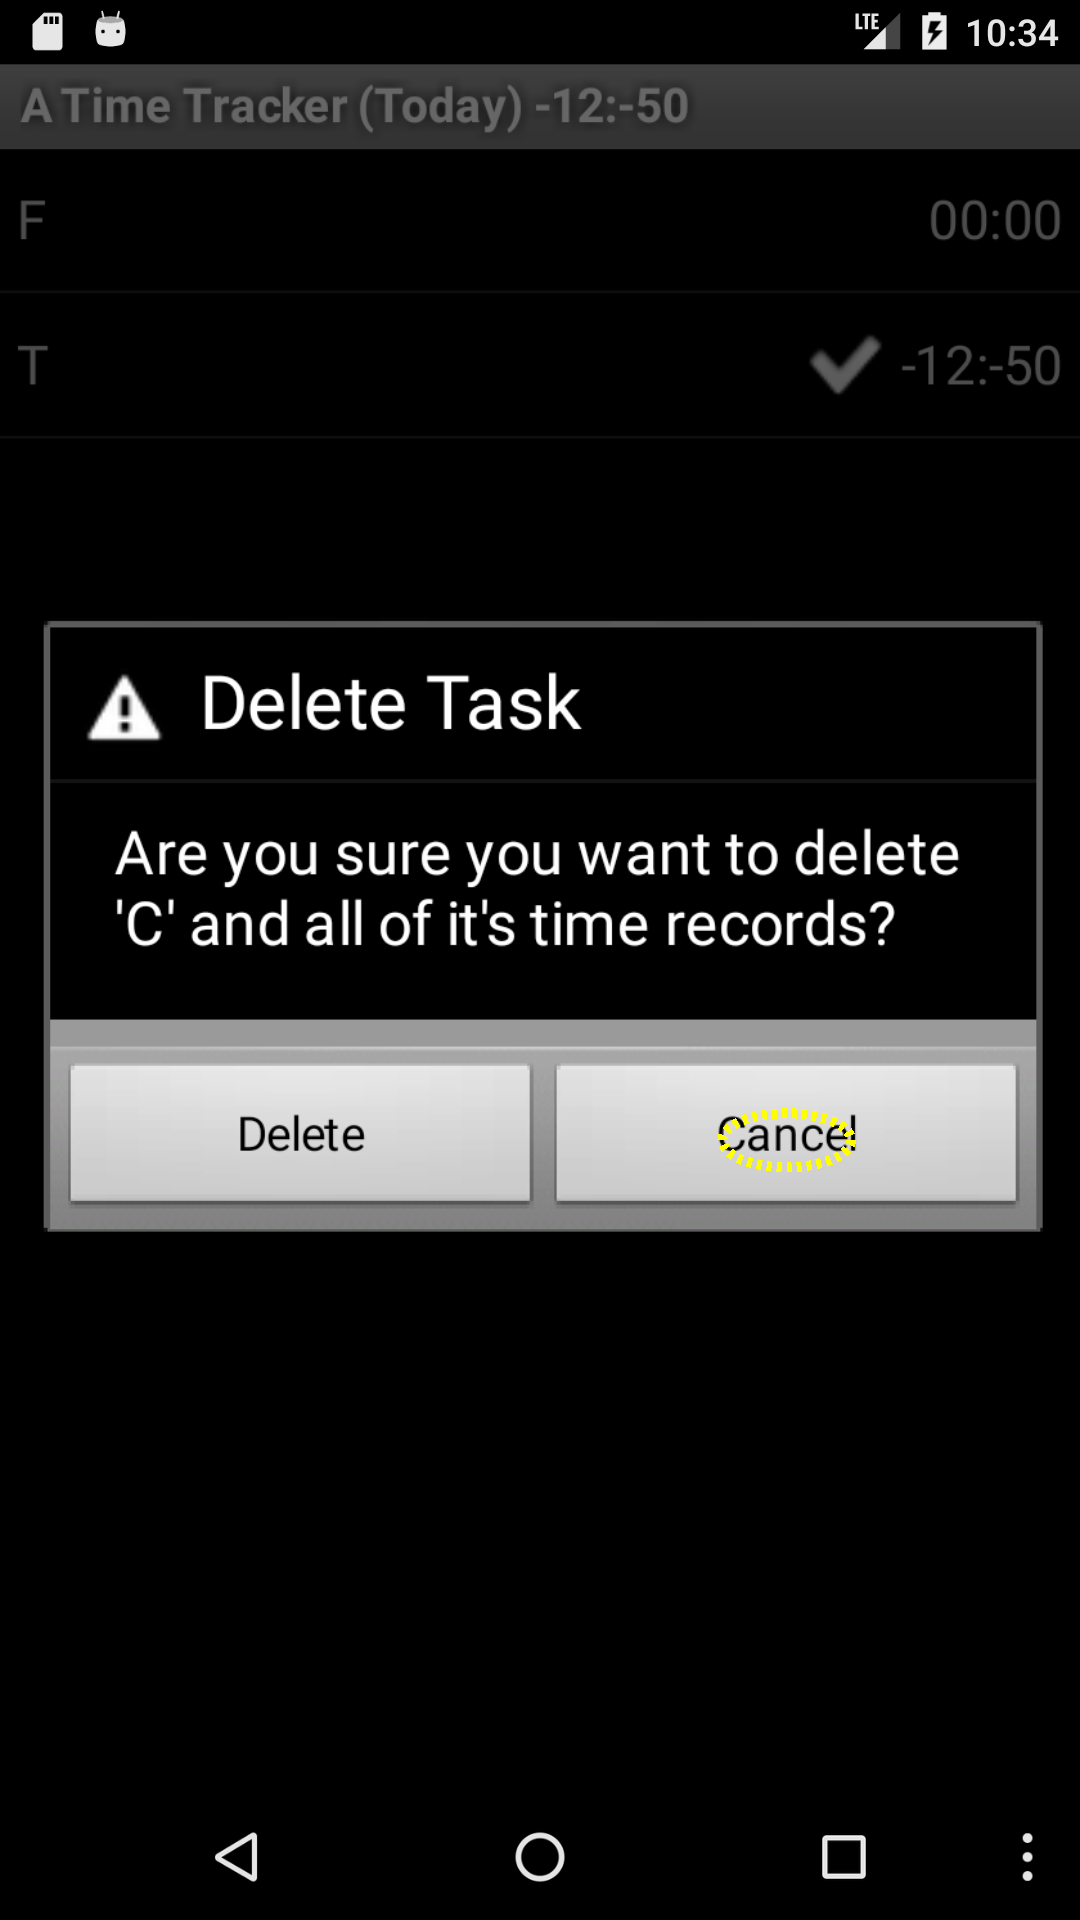 LTE 10:34
A Time Tracker (Today) -12:-50
F 00:00
T -12:-50
Delete Task
Are you sure you want to delete
'C' and all of it's time records?
Delete Cancel